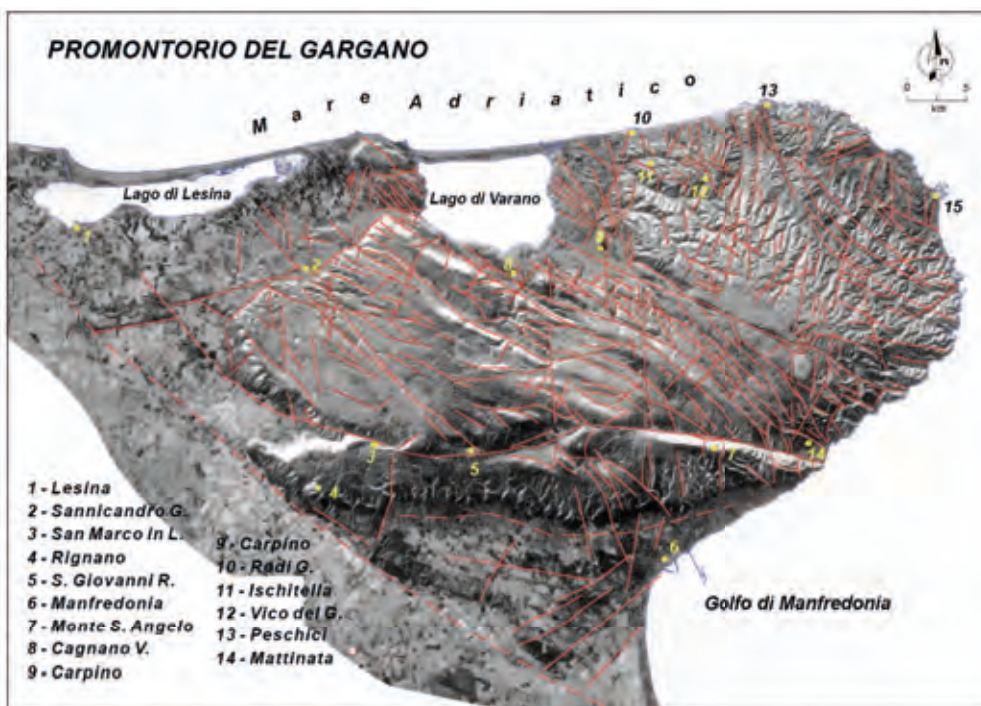 PROMONTORIO DEL GARGANO
Mare Adriatico
n
0 5
km
13
10
11
12
15
Lago di Lesina
Lago di Varano
1
2
8
9
3
5
7
14
4
6
Golfo di Manfredonia
1 - Lesina
2 - Sannicandro G.
3 - San Marco in L.
4 - Rignano
5 - S. Giovanni R.
6 - Manfredonia
7 - Monte S. Angelo
8 - Cagnano V.
9 - Carpino
9 - Carpino
10 - Rodi G.
11 - Ischitella
12 - Vico del G.
13 - Peschici
14 - Mattinata